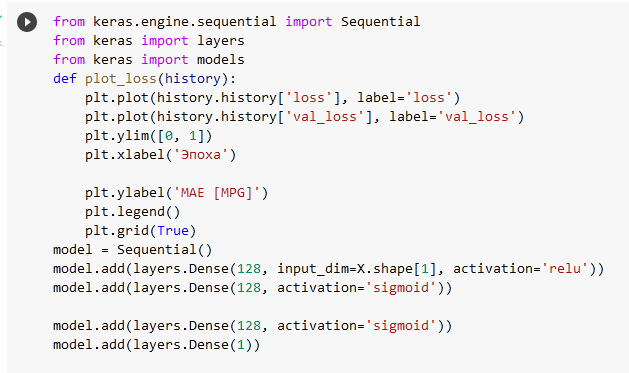 from keras.engine.sequential import Sequential
from keras import layers
from keras import models
def plot_loss(history):
    plt.plot(history.history['loss'], label='loss')
    plt.plot(history.history['val_loss'], label='val_loss')
    plt.ylim([0, 1])
    plt.xlabel('Эпоха')
    plt.ylabel('MAE [MPG]')
    plt.legend()
    plt.grid(True)
model = Sequential()
model.add(layers.Dense(128, input_dim=X.shape[1], activation='relu'))
model.add(layers.Dense(128, activation='sigmoid'))
model.add(layers.Dense(128, activation='sigmoid'))
model.add(layers.Dense(1))